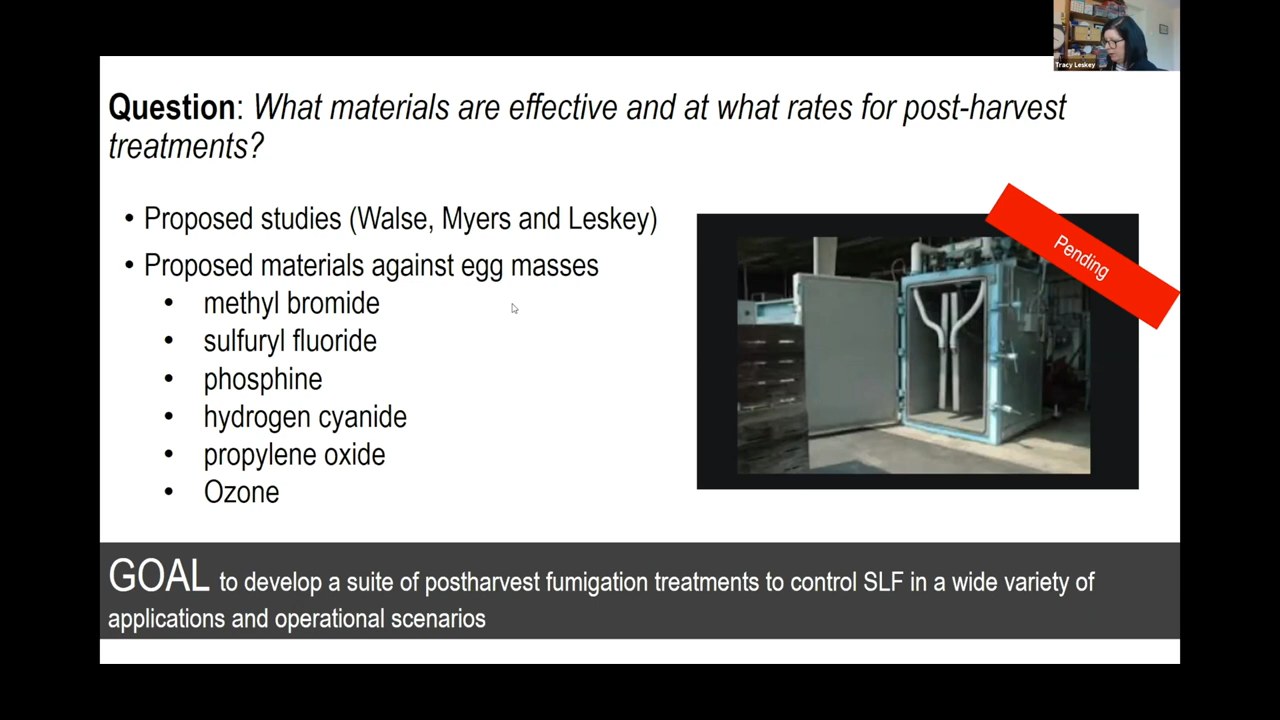 Tracy Leskey
Question: What materials are effective and at what rates for post-harvest
treatments?
• Proposed studies (Walse, Myers and Leskey)
• Proposed materials against egg masses
• methyl bromide
• sulfuryl fluoride
• phosphine
• hydrogen cyanide
• propylene oxide
• Ozone
Pending
GOAL to develop a suite of postharvest fumigation treatments to control SLF in a wide variety of
applications and operational scenarios